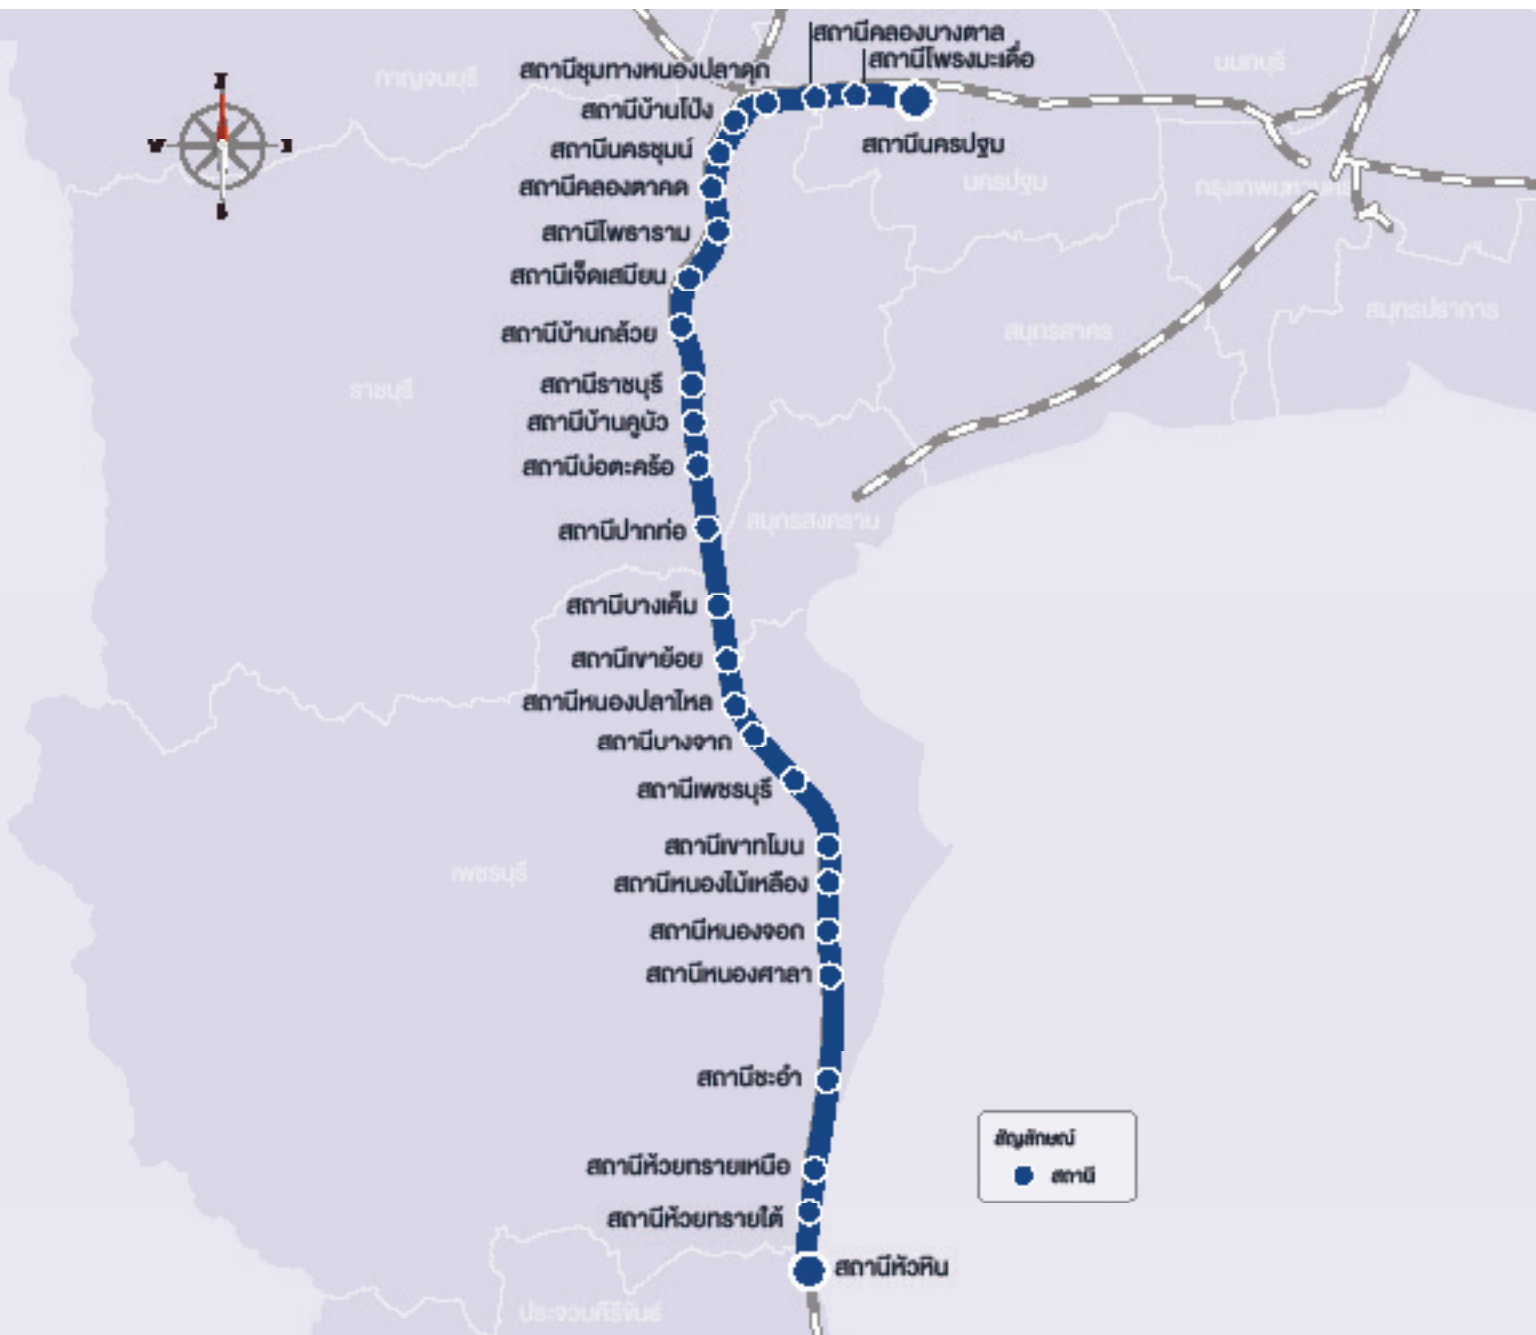 สถานีคลองบางตาล
สถานีโพรงมะเดื่อ
นนทบุรี
สถานีชุมทางหนองปลาดุก
กาญจนบุรี
สถานีบ้านโป่ง
สถานีนครปฐม
สถานีนครชุมน์
นครปฐม
กรุงเทพมหานคร
สถานีคลองตาคด
สถานีโพธาราม
สถานีเจ็ดเสมียน
สมุทรปราการ
สถานีบ้านกล้วย
สมุทรสาคร
สถานีราชบุรี
ราชบุรี
สถานีบ้านคูบัว
สถานีบ่อตะคร้อ
สมุทรสงคราม
สถานีปากท่อ
สถานีบางเค็ม
สถานีเขาย้อย
สถานีหนองปลาไหล
สถานีบางจาก
สถานีเพชรบุรี
สถานีเขาทโมน
เพชรบุรี
สถานีหนองไม้เหลือง
สถานีหนองจอก
สถานีหนองศาลา
สถานีชะอำ
สัญลักษณ์
สถานี
สถานีห้วยทรายเหนือ
สถานีห้วยทรายใต้
สถานีหัวหิน
ประจวบคีรีขันธ์